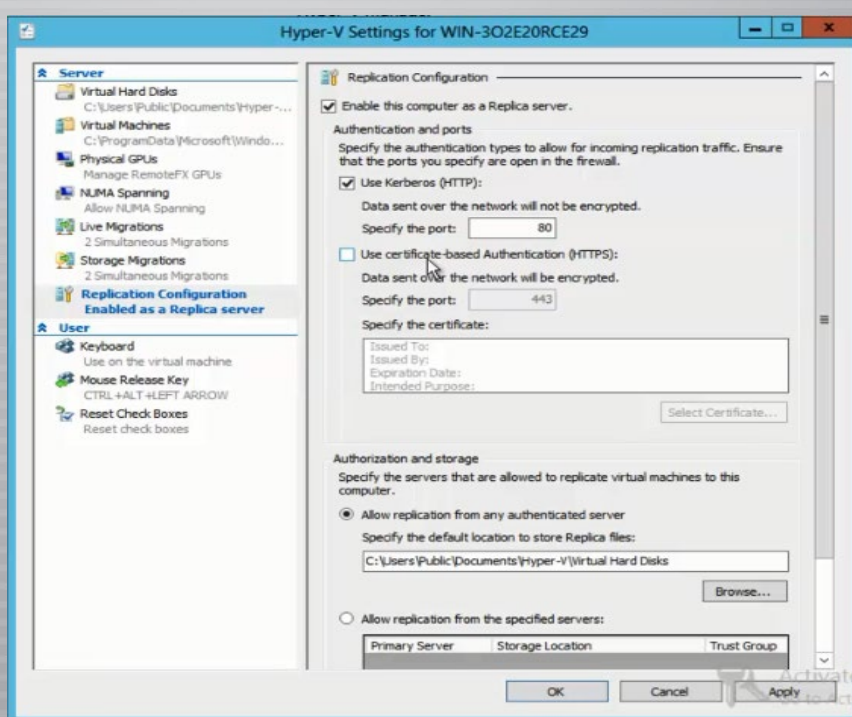 Hyper-V Settings for WIN-3O2E20RCE29
Server
Virtual Hard Disks
C:\Users\Public\Documents\Hyper-...
Virtual Machines
C:\ProgramData\Microsoft\Windo...
Physical GPUs
Manage RemoteFX GPUs
NUMA Spanning
Allow NUMA Spanning
Live Migrations
2 Simultaneous Migrations
Storage Migrations
2 Simultaneous Migrations
Replication Configuration
Enabled as a Replica server
User
Keyboard
Use on the virtual machine
Mouse Release Key
CTRL+ALT+LEFT ARROW
Reset Check Boxes
Reset check boxes
Replication Configuration
Enable this computer as a Replica server.
Authentication and ports
Specify the authentication types to allow for incoming replication traffic. Ensure
that the ports you specify are open in the firewall.
Use Kerberos (HTTP):
Data sent over the network will not be encrypted.
Specify the port: 80
Use certificate-based Authentication (HTTPS):
Data sent over the network will be encrypted.
Specify the port: 443
Specify the certificate:
Issued To:
Issued By:
Expiration Date:
Intended Purpose:
Select Certificate...
Authorization and storage
Specify the servers that are allowed to replicate virtual machines to this
computer.
Allow replication from any authenticated server
Specify the default location to store Replica files:
C:\Users\Public\Documents\Hyper-V\Virtual Hard Disks
Browse...
Allow replication from the specified servers:
Primary Server Storage Location Trust Group
OK Cancel Apply